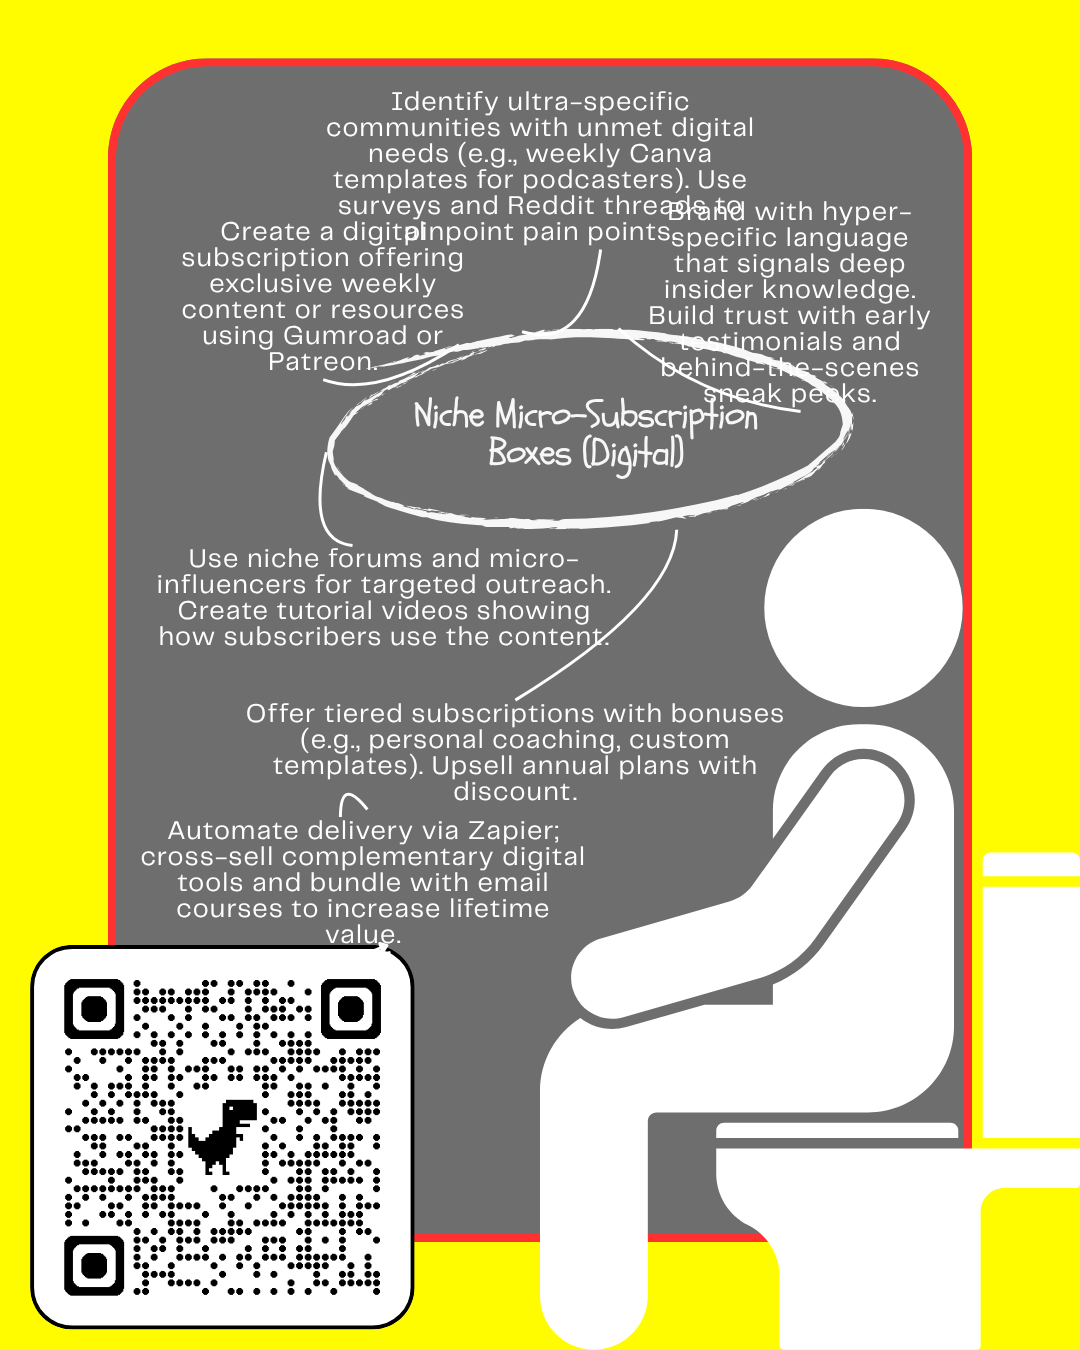 Identify ultra-specific
communities with unmet digital
needs (e.g., weekly Canva
templates for podcasters). Use
surveys and Reddit threads to
pinpoint pain points.
Create a digital
subscription offering
exclusive weekly
content or resources
using Gumroad or
Patreon.
Brand with hyper-
specific language
that signals deep
insider knowledge.
Build trust with early
testimonials and
behind-the-scenes
sneak peeks.
Niche Micro-Subscription
Boxes (Digital)
Use niche forums and micro-
influencers for targeted outreach.
Create tutorial videos showing
how subscribers use the content.
Offer tiered subscriptions with bonuses
(e.g., personal coaching, custom
templates). Upsell annual plans with
discount.
Automate delivery via Zapier;
cross-sell complementary digital
tools and bundle with email
courses to increase lifetime
value.